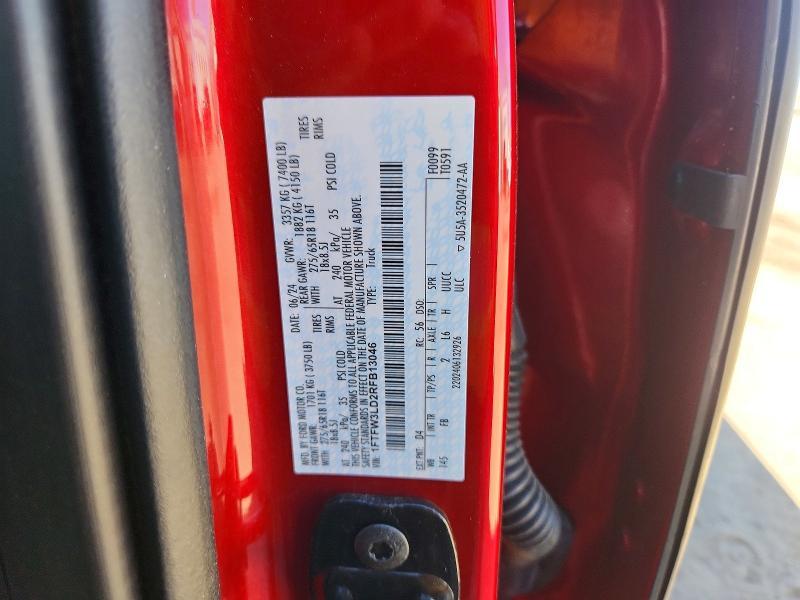 MFD. BY FORD MOTOR CO.
DATE: 06/24 GVWR: 3357 KG ( 7400 LB)
FRONT GAWR: 1701 KG ( 3750 LB) REAR GAWR: 1882 KG ( 4150 LB)
WITH 275/65R18 116T TIRES WITH 275/65R18 116T TIRES
18x8.5J RIMS 18x8.5J RIMS
AT 240 kPa/ 35 PSI COLD AT 240 kPa/ 35 PSI COLD
THIS VEHICLE CONFORMS TO ALL APPLICABLE FEDERAL MOTOR VEHICLE
SAFETY STANDARDS IN EFFECT ON THE DATE OF MANUFACTURE SHOWN ABOVE.
VIN: 1FTFW3LD2RFB13046 TYPE: Truck
F0099
EXT PNT: D4 RC: 56 DSO: T0591
WB INT TR TP/PS R AXLE TR SPR
145 FB 2 L6 H UUCC
2202406132926 ULC ▽ 5U5A-3520472-AA